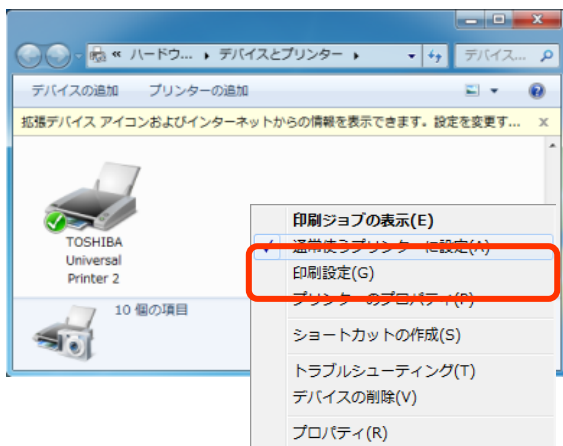 « ハードウ... ▸ デバイスとプリンター ▸
デバイス...
デバイスの追加 プリンターの追加
拡張デバイス アイコンおよびインターネットからの情報を表示できます。設定を変更す...
TOSHIBA
Universal
Printer 2
10 個の項目
印刷ジョブの表示(E)
通常使うプリンターに設定(A)
印刷設定(G)
プリンターのプロパティ(P)
ショートカットの作成(S)
トラブルシューティング(T)
デバイスの削除(V)
プロパティ(R)